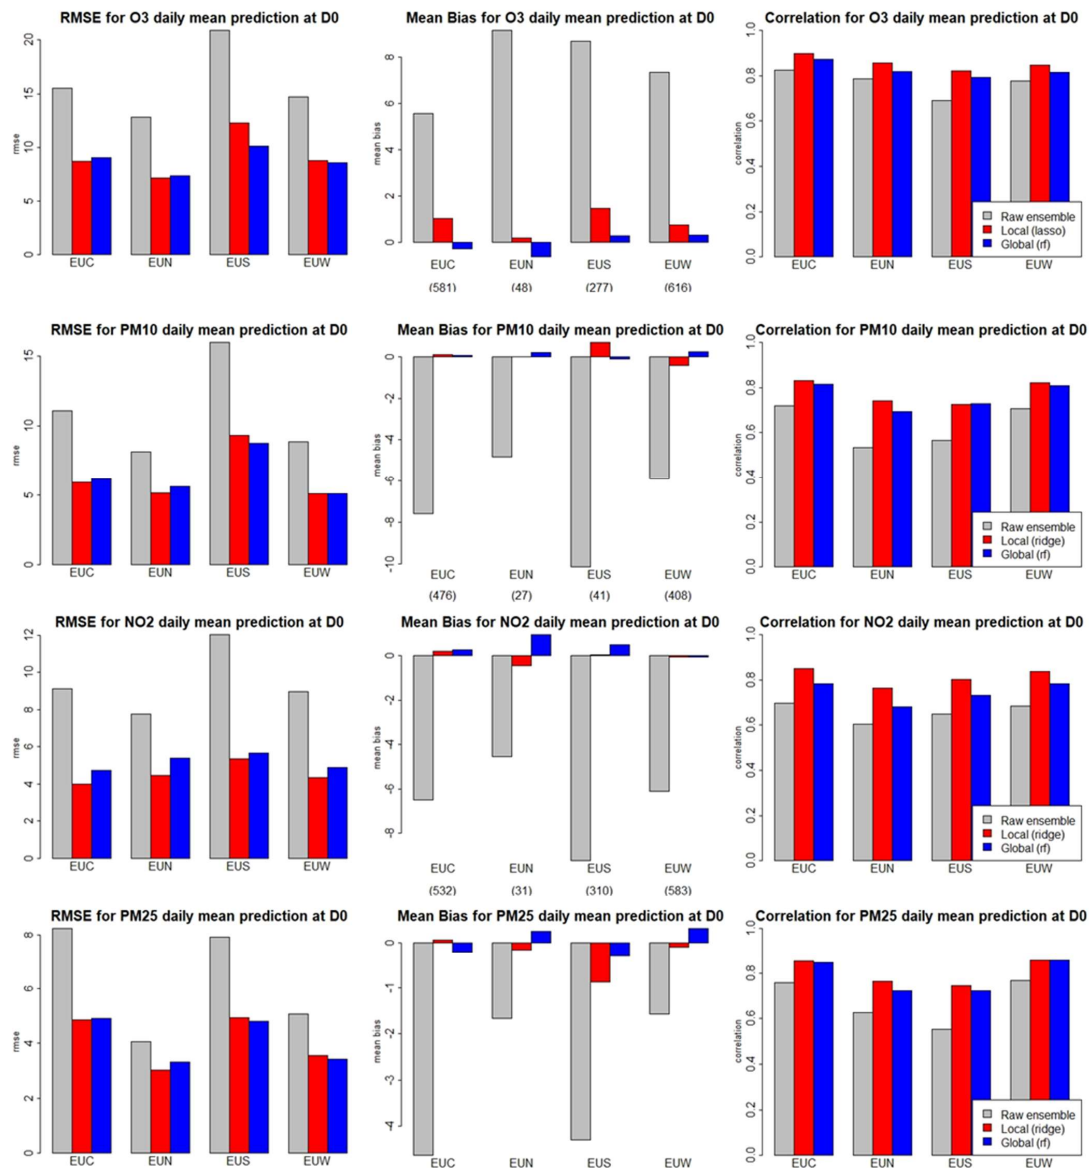 RMSE for O3 daily mean prediction at D0
rmse
0
5
10
15
20
EUC EUN EUS EUW
Mean Bias for O3 daily mean prediction at D0
mean bias
0
2
4
6
8
EUC EUN EUS EUW
(581) (48) (277) (616)
Correlation for O3 daily mean prediction at D0
correlation
0.0
0.2
0.4
0.6
0.8
1.0
EUC EUN EUS EUW
Raw ensemble
Local (lasso)
Global (rf)
RMSE for PM10 daily mean prediction at D0
rmse
0
5
10
15
EUC EUN EUS EUW
Mean Bias for PM10 daily mean prediction at D0
mean bias
-10
-8
-6
-4
-2
0
EUC EUN EUS EUW
(476) (27) (41) (408)
Correlation for PM10 daily mean prediction at D0
correlation
0.0
0.2
0.4
0.6
0.8
1.0
EUC EUN EUS EUW
Raw ensemble
Local (ridge)
Global (rf)
RMSE for NO2 daily mean prediction at D0
rmse
0
2
4
6
8
10
12
EUC EUN EUS EUW
Mean Bias for NO2 daily mean prediction at D0
mean bias
-8
-6
-4
-2
0
EUC EUN EUS EUW
(532) (31) (310) (583)
Correlation for NO2 daily mean prediction at D0
correlation
0.0
0.2
0.4
0.6
0.8
1.0
EUC EUN EUS EUW
Raw ensemble
Local (ridge)
Global (rf)
RMSE for PM25 daily mean prediction at D0
rmse
0
2
4
6
8
EUC EUN EUS EUW
Mean Bias for PM25 daily mean prediction at D0
mean bias
-4
-3
-2
-1
0
EUC EUN EUS EUW
Correlation for PM25 daily mean prediction at D0
correlation
0.0
0.2
0.4
0.6
0.8
1.0
EUC EUN EUS EUW
Raw ensemble
Local (ridge)
Global (rf)